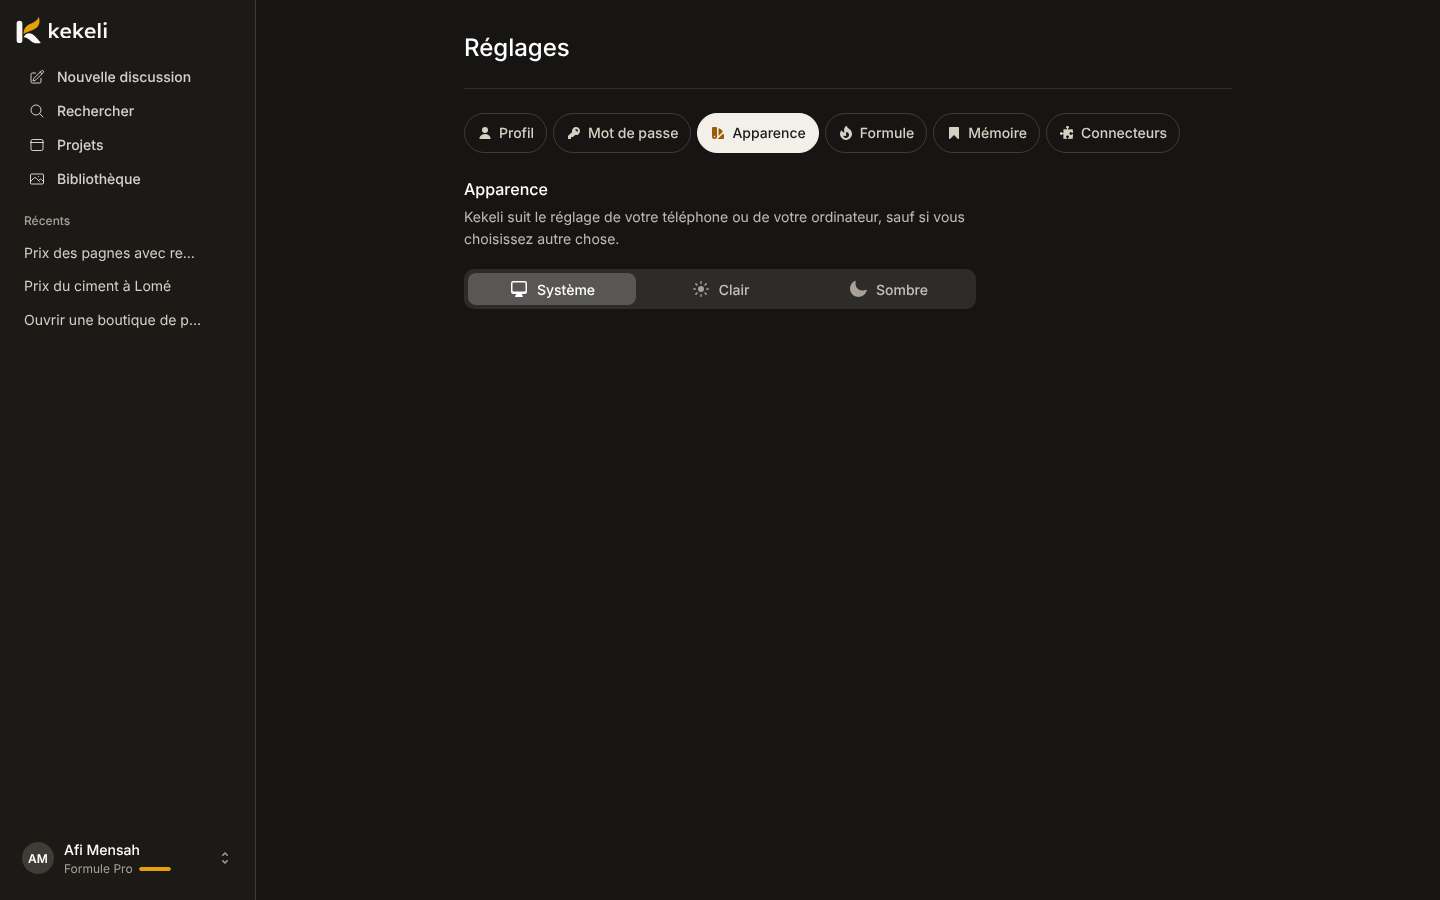 kekeli
Nouvelle discussion
Rechercher
Projets
Bibliothèque
Récents
Prix des pagnes avec re...
Prix du ciment à Lomé
Ouvrir une boutique de p...
AM
Afi Mensah
Formule Pro
Réglages
Profil
Mot de passe
Apparence
Formule
Mémoire
Connecteurs
Apparence
Kekeli suit le réglage de votre téléphone ou de votre ordinateur, sauf si vous
choisissez autre chose.
Système
Clair
Sombre